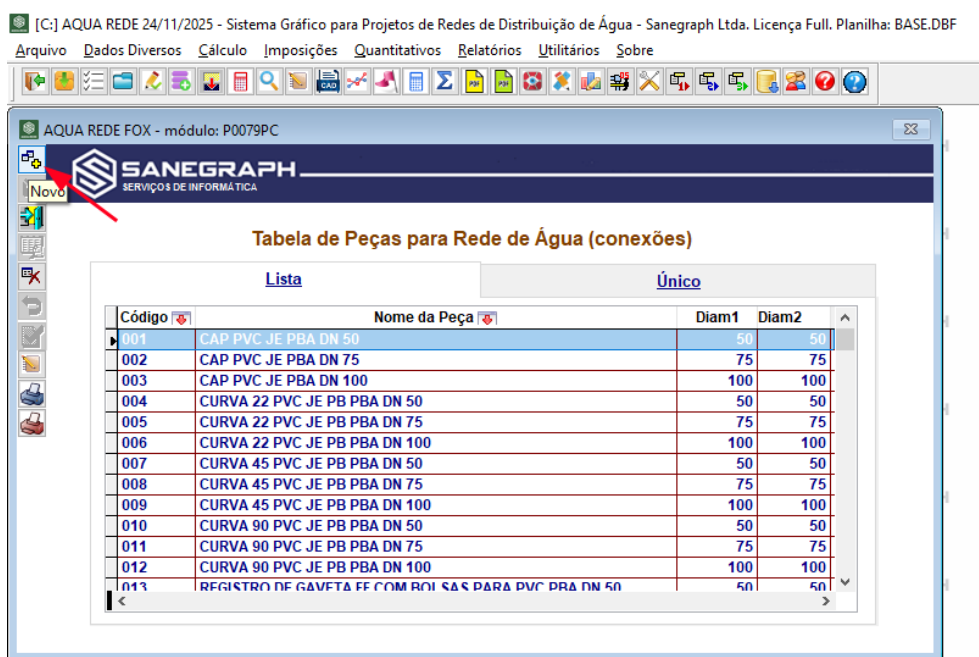 [C:] AQUA REDE 24/11/2025 - Sistema Gráfico para Projetos de Redes de Distribuição de Água - Sanegraph Ltda. Licença Full. Planilha: BASE.DBF
Arquivo Dados Diversos Cálculo Imposições Quantitativos Relatórios Utilitários Sobre
CAD PDF PDF
AQUA REDE FOX - módulo: P0079PC
SANEGRAPH
SERVIÇOS DE INFORMÁTICA
Novo
Tabela de Peças para Rede de Água (conexões)
Lista Único
Código Nome da Peça Diam1 Diam2
001 CAP PVC JE PBA DN 50 50 50
002 CAP PVC JE PBA DN 75 75 75
003 CAP PVC JE PBA DN 100 100 100
004 CURVA 22 PVC JE PB PBA DN 50 50 50
005 CURVA 22 PVC JE PB PBA DN 75 75 75
006 CURVA 22 PVC JE PB PBA DN 100 100 100
007 CURVA 45 PVC JE PB PBA DN 50 50 50
008 CURVA 45 PVC JE PB PBA DN 75 75 75
009 CURVA 45 PVC JE PB PBA DN 100 100 100
010 CURVA 90 PVC JE PB PBA DN 50 50 50
011 CURVA 90 PVC JE PB PBA DN 75 75 75
012 CURVA 90 PVC JE PB PBA DN 100 100 100
013 REGISTRO DE GAVETA FF COM BOLSAS PARA PVC PBA DN 50 50 50